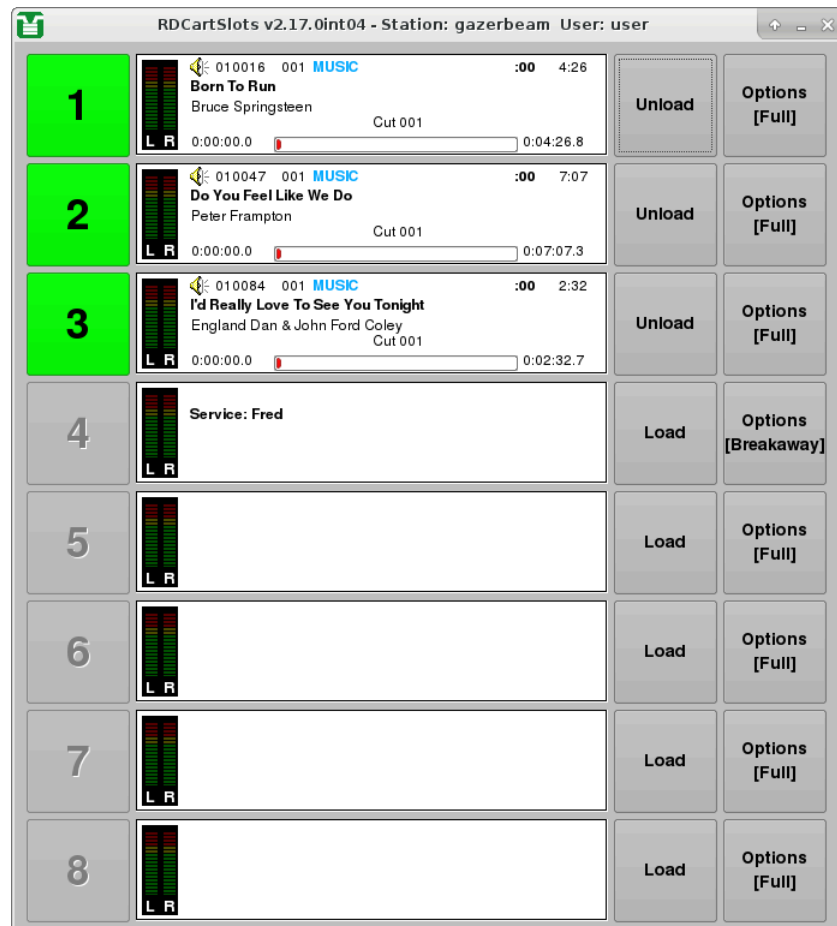 RDCartSlots v2.17.0int04 - Station: gazerbeam User: user
1
010016 001 MUSIC :00 4:26
Born To Run
Bruce Springsteen
Cut 001
L R 0:00:00.0 0:04:26.8
Unload
Options
[Full]
2
010047 001 MUSIC :00 7:07
Do You Feel Like We Do
Peter Frampton
Cut 001
L R 0:00:00.0 0:07:07.3
Unload
Options
[Full]
3
010084 001 MUSIC :00 2:32
I'd Really Love To See You Tonight
England Dan & John Ford Coley
Cut 001
L R 0:00:00.0 0:02:32.7
Unload
Options
[Full]
4
Service: Fred
L R
Load
Options
[Breakaway]
5
L R
Load
Options
[Full]
6
L R
Load
Options
[Full]
7
L R
Load
Options
[Full]
8
L R
Load
Options
[Full]